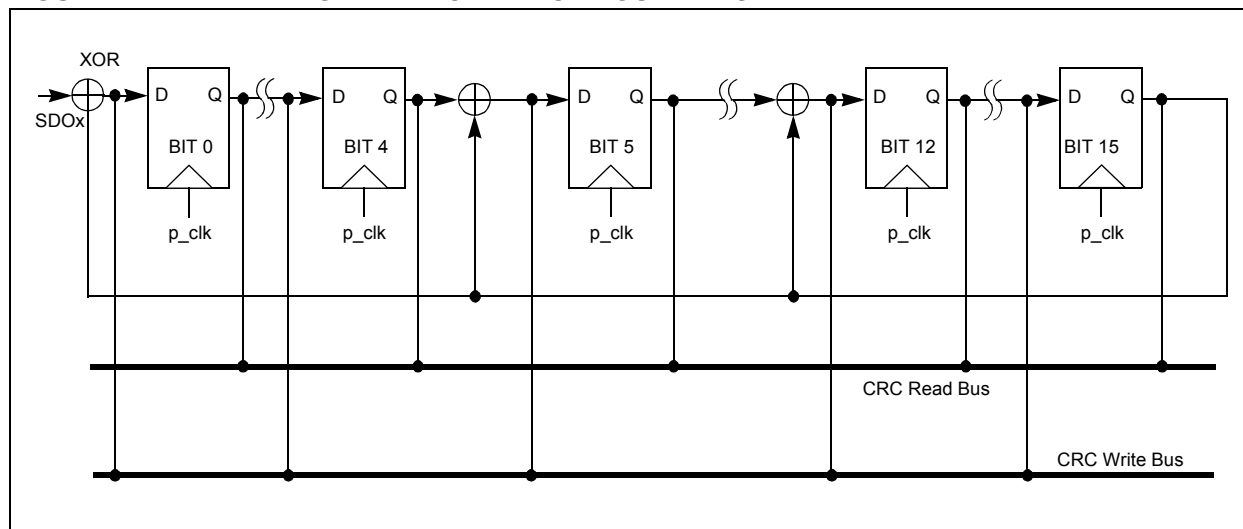 XOR
D Q D Q D Q D Q D Q
SDOx
BIT 0 BIT 4 BIT 5 BIT 12 BIT 15
p_clk p_clk p_clk p_clk p_clk
CRC Read Bus
CRC Write Bus